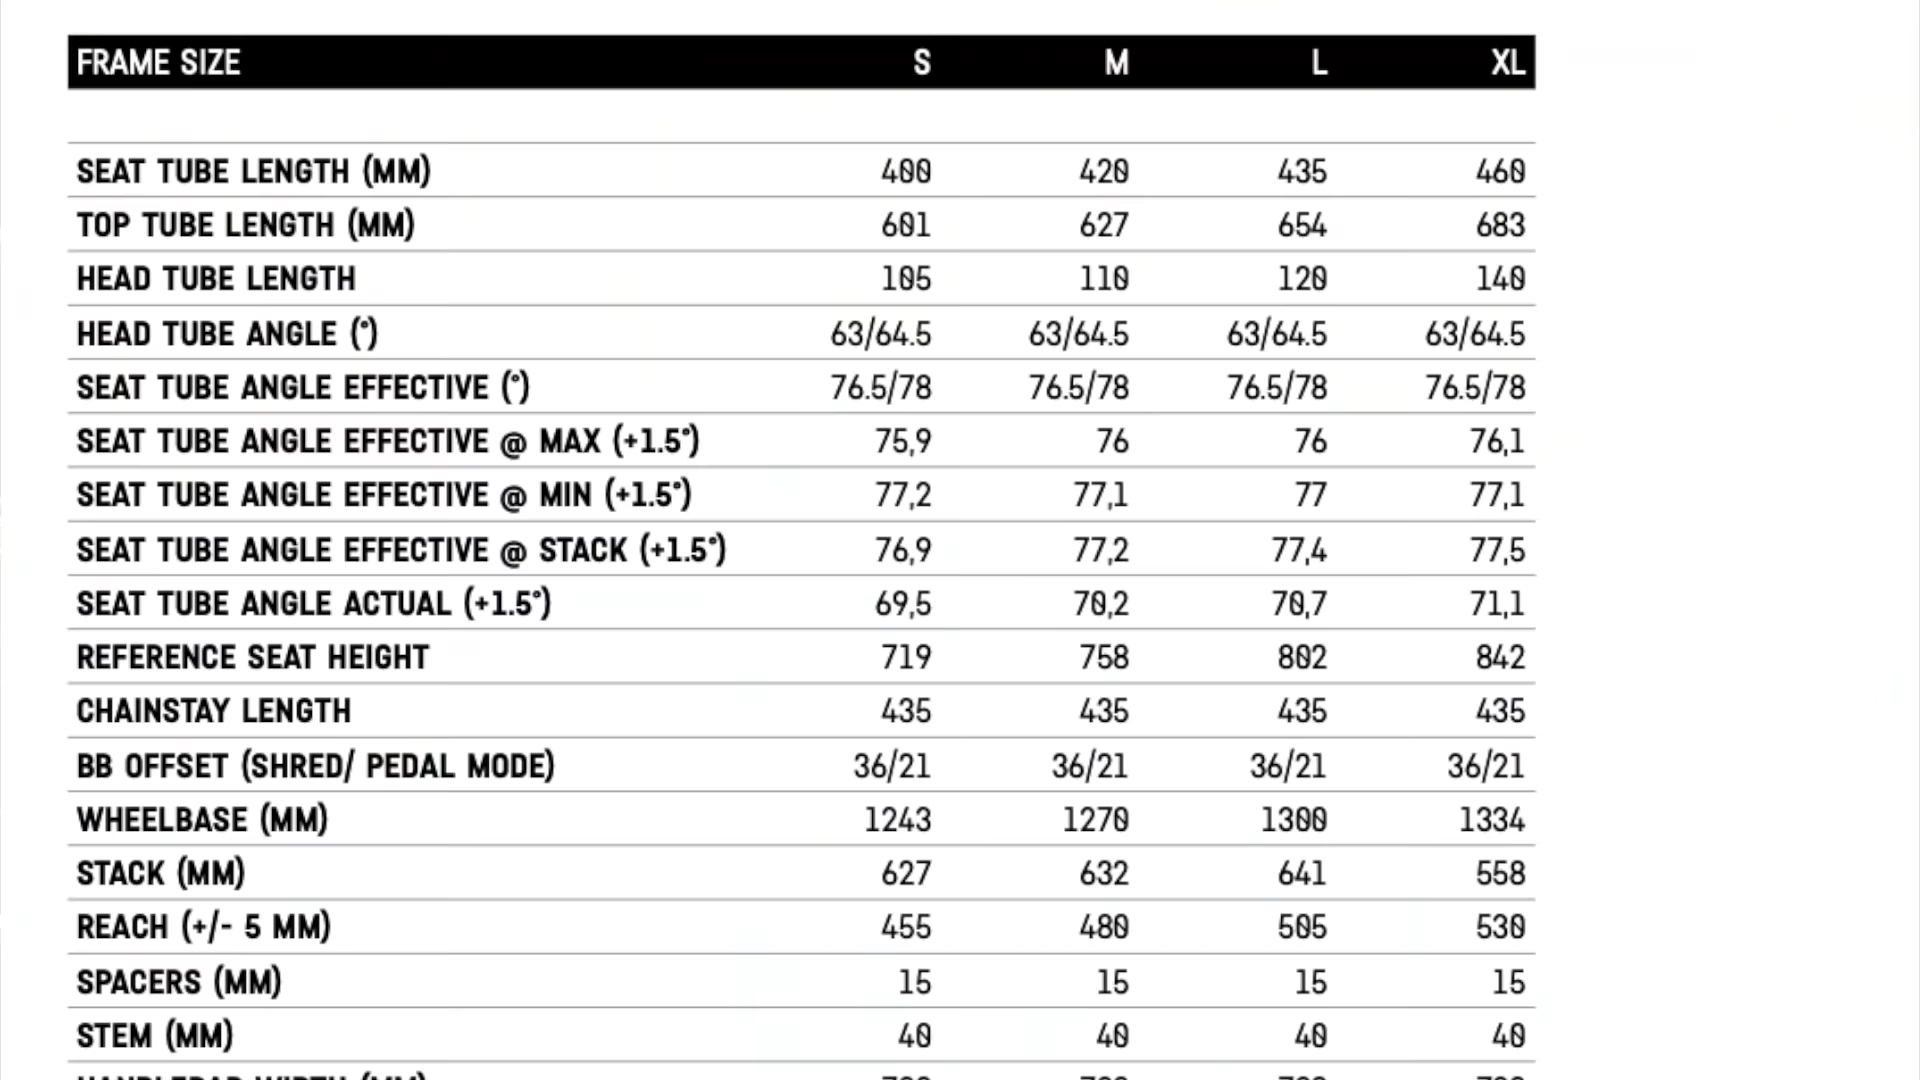 FRAME SIZE S M L XL
SEAT TUBE LENGTH (MM) 400 420 435 460
TOP TUBE LENGTH (MM) 601 627 654 683
HEAD TUBE LENGTH 105 110 120 140
HEAD TUBE ANGLE (°) 63/64.5 63/64.5 63/64.5 63/64.5
SEAT TUBE ANGLE EFFECTIVE (°) 76.5/78 76.5/78 76.5/78 76.5/78
SEAT TUBE ANGLE EFFECTIVE @ MAX (+1.5°) 75,9 76 76 76,1
SEAT TUBE ANGLE EFFECTIVE @ MIN (+1.5°) 77,2 77,1 77 77,1
SEAT TUBE ANGLE EFFECTIVE @ STACK (+1.5°) 76,9 77,2 77,4 77,5
SEAT TUBE ANGLE ACTUAL (+1.5°) 69,5 70,2 70,7 71,1
REFERENCE SEAT HEIGHT 719 758 802 842
CHAINSTAY LENGTH 435 435 435 435
BB OFFSET (SHRED/ PEDAL MODE) 36/21 36/21 36/21 36/21
WHEELBASE (MM) 1243 1270 1300 1334
STACK (MM) 627 632 641 558
REACH (+/- 5 MM) 455 480 505 530
SPACERS (MM) 15 15 15 15
STEM (MM) 40 40 40 40
HANDLEBAR WIDTH (MM)